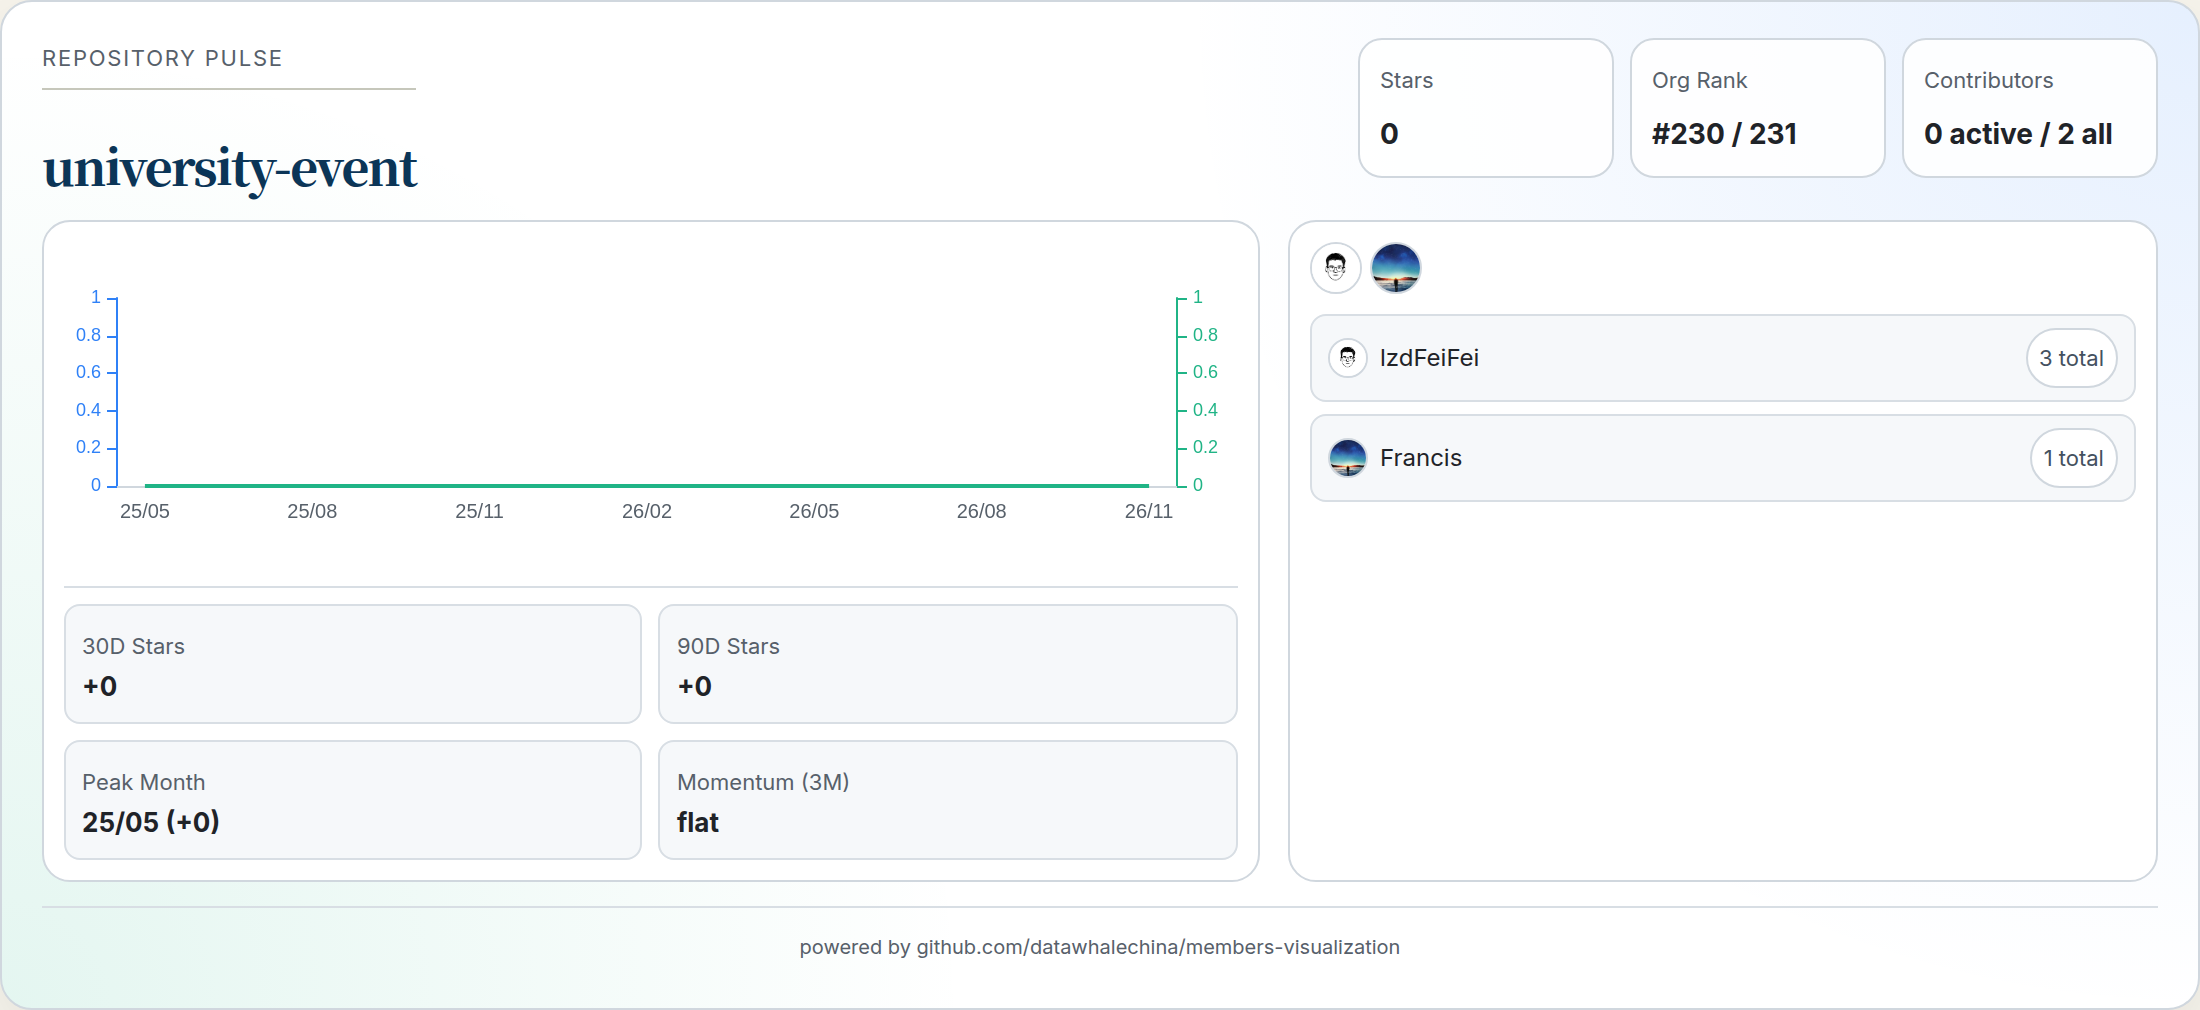 REPOSITORY PULSE
university-event
Stars
0
Org Rank
#230 / 231
Contributors
0 active / 2 all
1
0.8
0.6
0.4
0.2
0
1
0.8
0.6
0.4
0.2
0
25/05
25/08
25/11
26/02
26/05
26/08
26/11
30D Stars
+0
90D Stars
+0
Peak Month
25/05 (+0)
Momentum (3M)
flat
lzdFeiFei
3 total
Francis
1 total
powered by github.com/datawhalechina/members-visualization